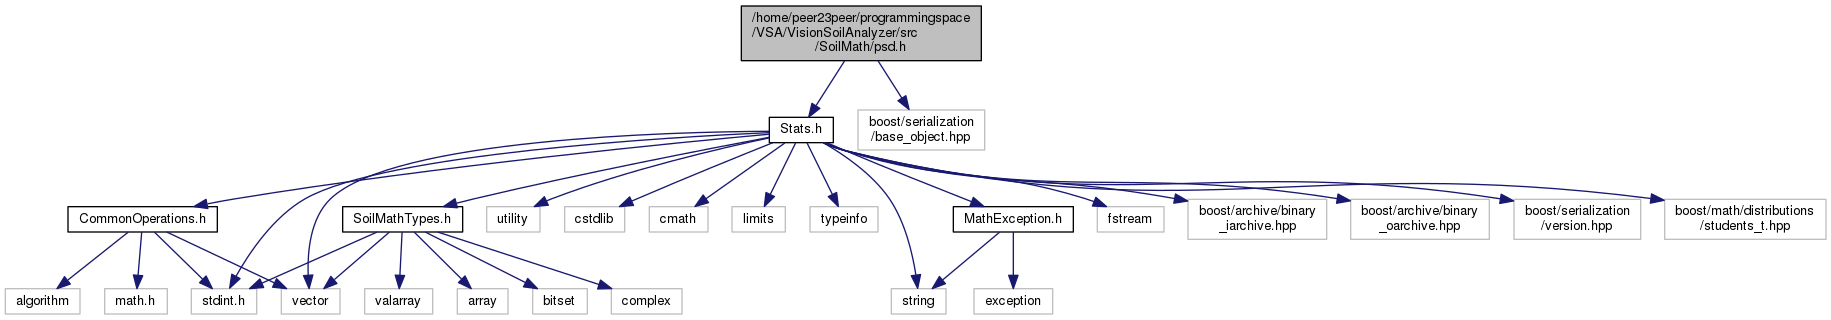 /home/peer23peer/programmingspace
/VSA/VisionSoilAnalyzer/src
/SoilMath/psd.h
Stats.h
boost/serialization
/base_object.hpp
CommonOperations.h
SoilMathTypes.h
utility
cstdlib
cmath
limits
typeinfo
MathException.h
fstream
boost/archive/binary
_iarchive.hpp
boost/archive/binary
_oarchive.hpp
boost/serialization
/version.hpp
boost/math/distributions
/students_t.hpp
algorithm
math.h
stdint.h
vector
valarray
array
bitset
complex
string
exception